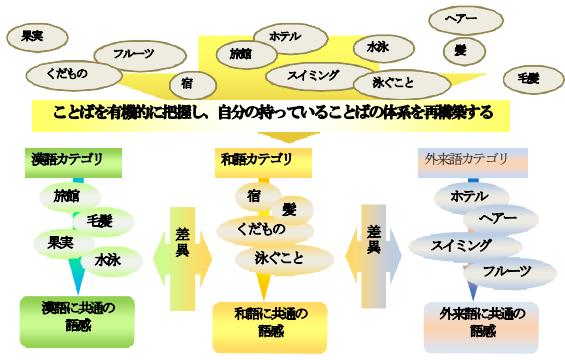 果実
フルーツ
くだもの
宿
旅館
ホテル
スイミング
水泳
泳ぐこと
ヘアー
髪
毛髪
ことばを有機的に把握し、自分の持っていることばの体系を再構築する
漢語カテゴリ
旅館
毛髪
果実
水泳
漢語に共通の
語感
差異
和語カテゴリ
宿
髪
くだもの
泳ぐこと
和語に共通の
語感
差異
外来語カテゴリ
ホテル
ヘアー
スイミング
フルーツ
外来語に共通の
語感